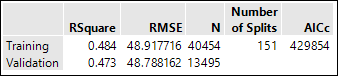 Number
RSquare RMSE N of Splits AICc
Training 0.484 48.917716 40454 151 429854
Validation 0.473 48.788162 13495